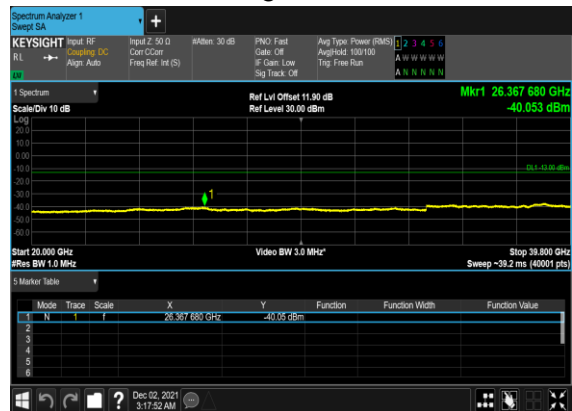 Spectrum Analyzer 1
Swept SA
+
KEYSIGHT Input: RF Input Z: 50 Ω #Atten: 30 dB PNO: Fast Avg Type: Power (RMS) 1 2 3 4 5 6
RL Coupling: DC Corr CCorr Gate: Off Avg|Hold: 100/100 A W W W W W
Align: Auto Freq Ref: Int (S) IF Gain: Low Trig: Free Run
Sig Track: Off A N N N N N
1 Spectrum Ref Lvl Offset 11.90 dB Mkr1 26.367 680 GHz
Scale/Div 10 dB Ref Level 30.00 dBm -40.053 dBm
Log
20.0
10.0
0.00
-10.0 DL1 -13.00 dBm
-20.0
-30.0
1
-40.0
-50.0
-60.0
Start 20.000 GHz Video BW 3.0 MHz* Stop 39.800 GHz
#Res BW 1.0 MHz Sweep ~39.2 ms (40001 pts)
5 Marker Table
Mode Trace Scale X Y Function Function Width Function Value
1 N 1 f 26.367 680 GHz -40.05 dBm
2
3
4
5
6
? Dec 02, 2021
3:17:52 AM